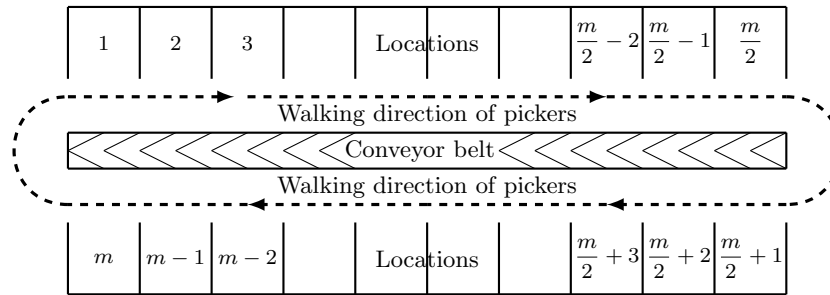 1 2 3 Locations m/2 − 2 m/2 − 1 m/2
Walking direction of pickers
Conveyor belt
Walking direction of pickers
m m − 1 m − 2 Locations m/2 + 3 m/2 + 2 m/2 + 1